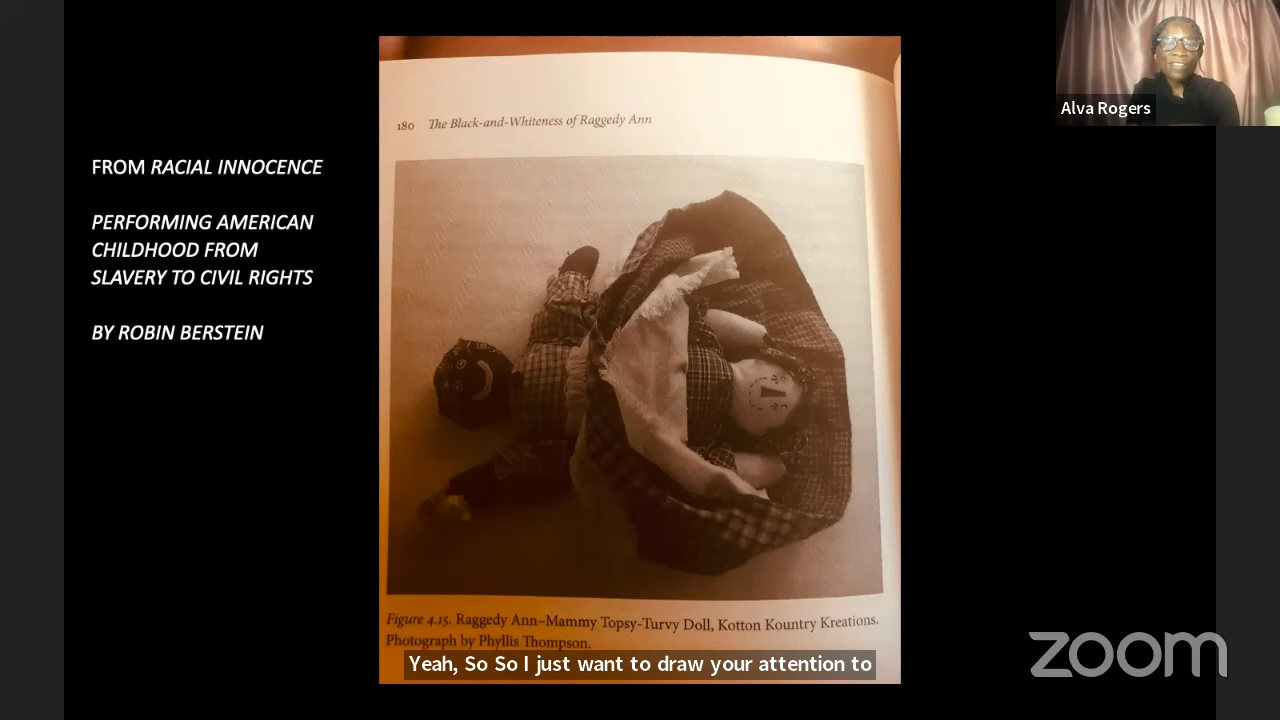 FROM RACIAL INNOCENCE
PERFORMING AMERICAN
CHILDHOOD FROM
SLAVERY TO CIVIL RIGHTS
BY ROBIN BERSTEIN
180 The Black-and-Whiteness of Raggedy Ann
Figure 4.15. Raggedy Ann–Mammy Topsy-Turvy Doll, Kotton Kountry Kreations.
Photograph by Phyllis Thompson.
Yeah, So So I just want to draw your attention to
Alva Rogers
zoom